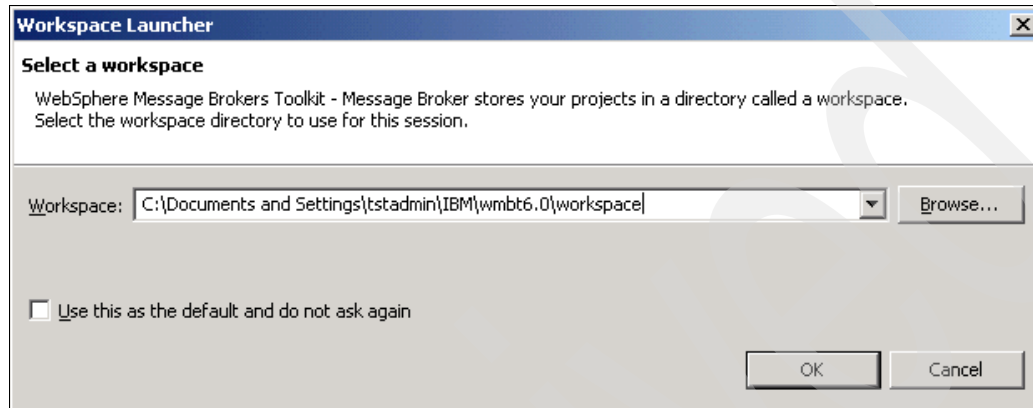 Workspace Launcher
Select a workspace
WebSphere Message Brokers Toolkit - Message Broker stores your projects in a directory called a workspace.
Select the workspace directory to use for this session.
Workspace: C:\Documents and Settings\tstadmin\IBM\wmbt6.0\workspace Browse...
Use this as the default and do not ask again
OK Cancel